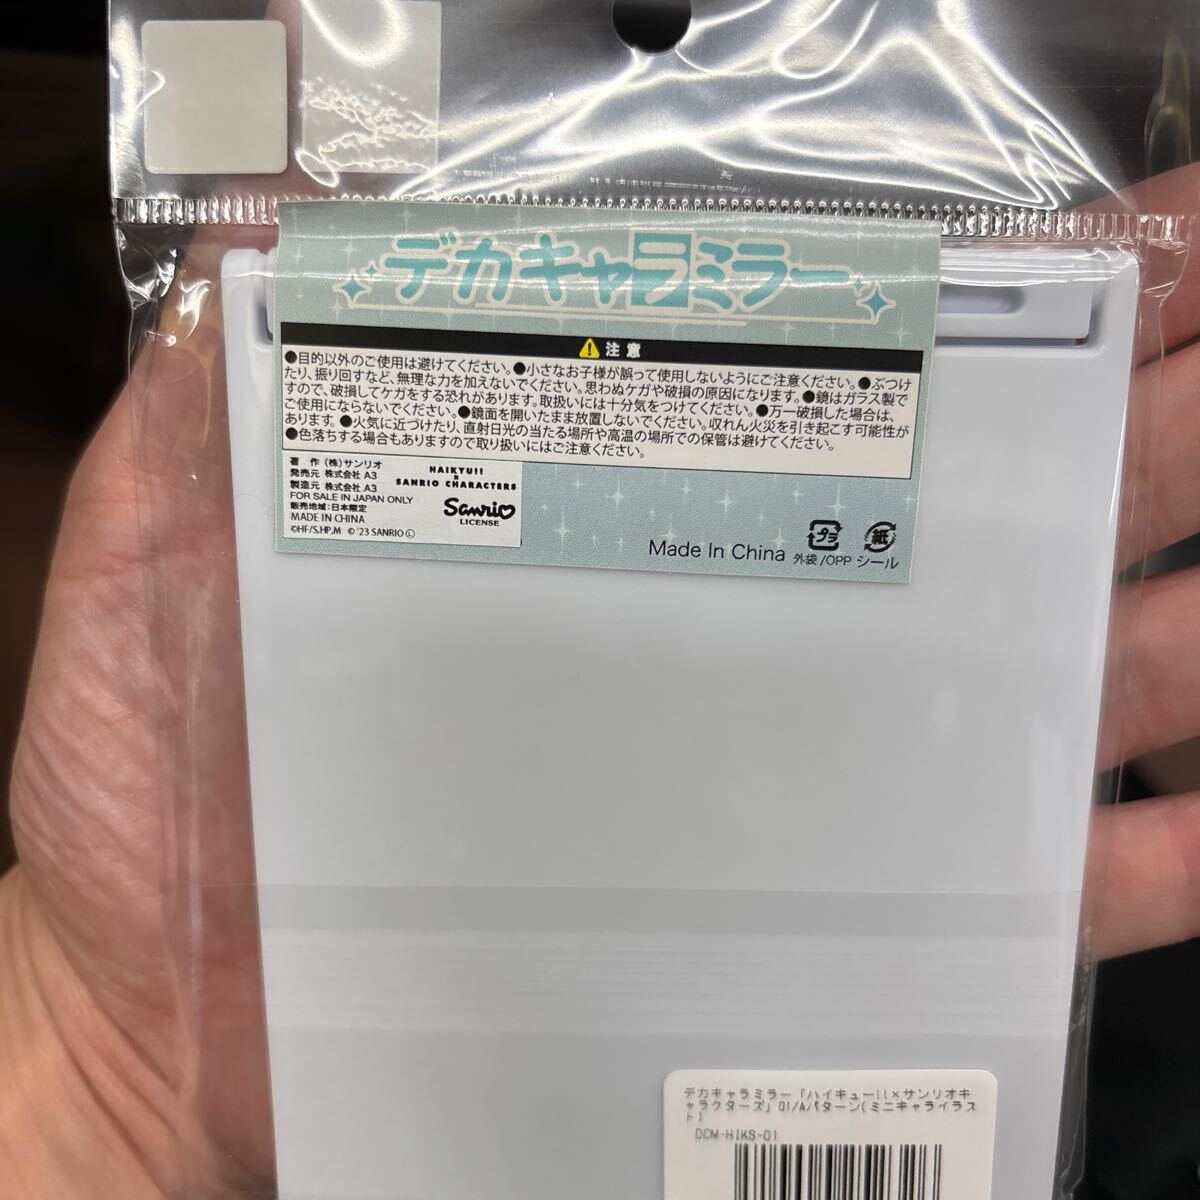 デカキャラミラー
注意
●目的以外のご使用は避けてください。●小さなお子様が誤って使用しないようにご注意ください。●ぶつけ
たり、振り回すなど、無理な力を加えないでください。思わぬケガや破損の原因になります。●鏡はガラス製で
すので、破損してケガをする恐れがあります。取扱いには十分気をつけてください。●万一破損した場合は、
ご使用にならないでください。●鏡面を開いたまま放置しないでください。収れん火災を引き起こす可能性が
あります。●火気に近づけたり、直射日光の当たる場所や高温の場所での保管は避けてください。
●色落ちする場合もありますので取り扱いにはご注意ください。
著 作 (株)サンリオ
発売元 株式会社 A3
製造元 株式会社 A3
FOR SALE IN JAPAN ONLY
販売地域:日本限定
MADE IN CHINA
©HF/S,HP,M © '23 SANRIO Ⓛ
HAIKYU!!
×
SANRIO CHARACTERS
Sanrio
LICENSE
Made In China
プラ
外袋/OPP
紙
シール
デカキャラミラー「ハイキュー!!×サンリオキ
ャラクターズ」01/Aパターン(ミニキャライラス
ト)
DCM-HIKS-01